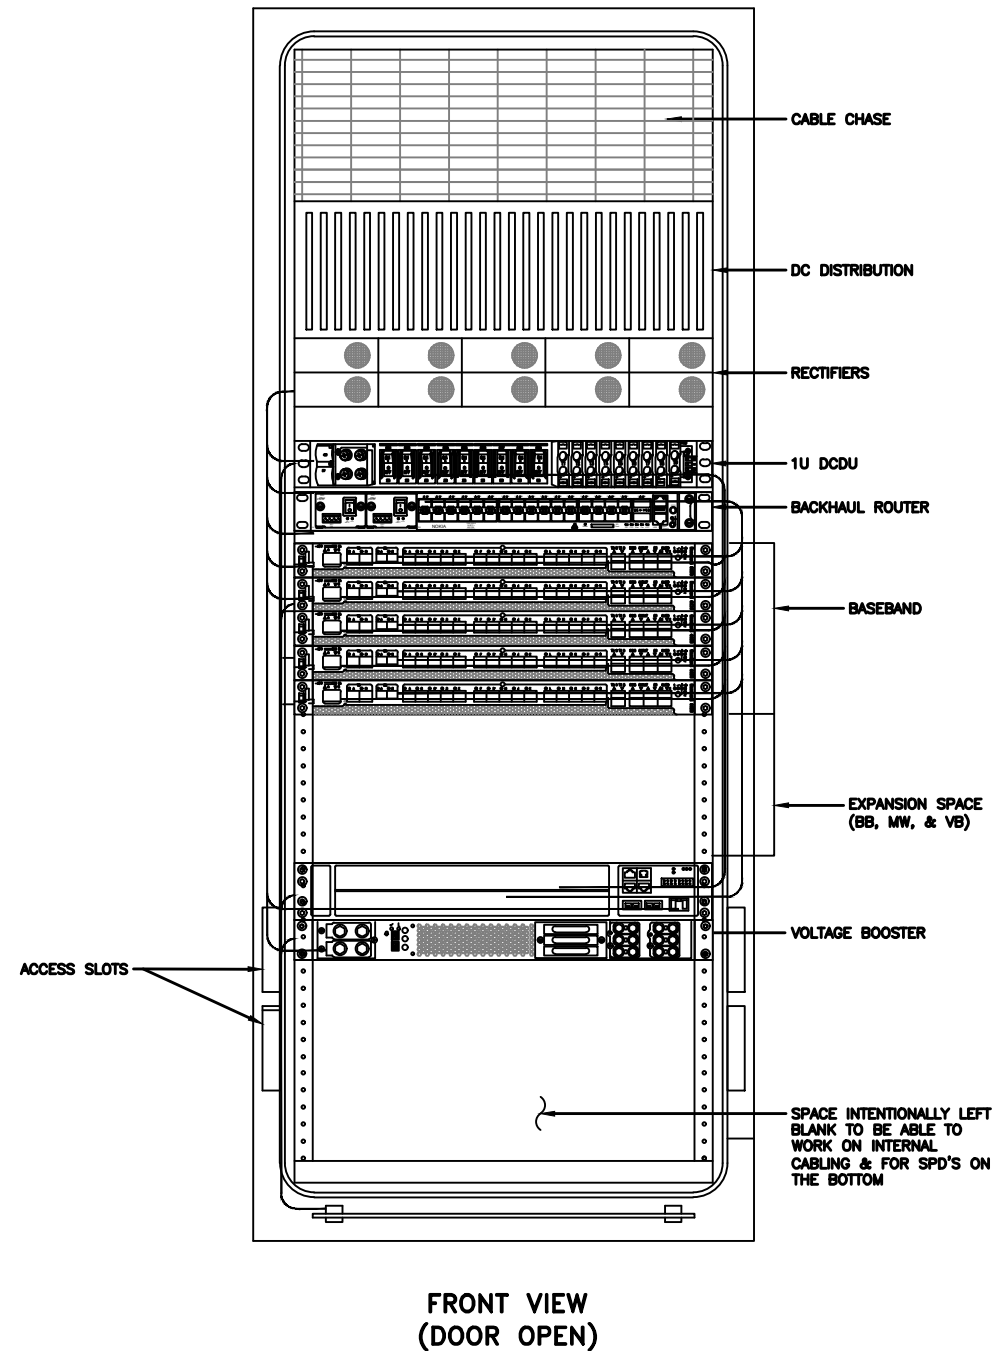 CABLE CHASE
DC DISTRIBUTION
RECTIFIERS
1U DCDU
BACKHAUL ROUTER
NOKIA
BASEBAND
EXPANSION SPACE
(BB, MW, & VB)
VOLTAGE BOOSTER
ACCESS SLOTS
SPACE INTENTIONALLY LEFT
BLANK TO BE ABLE TO
WORK ON INTERNAL
CABLING & FOR SPD'S ON
THE BOTTOM
FRONT VIEW
(DOOR OPEN)